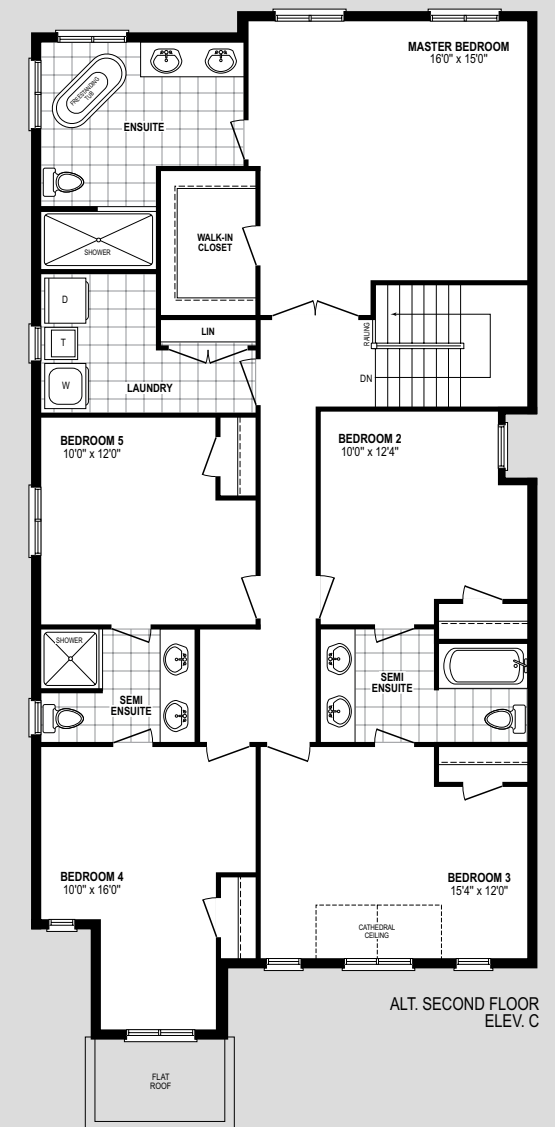 MASTER BEDROOM
16'0" x 15'0"
FREESTANDING
TUB
ENSUITE
WALK-IN
CLOSET
SHOWER
D
T
W
LIN
LAUNDRY
RAILING
DN
BEDROOM 5
10'0" x 12'0"
BEDROOM 2
10'0" x 12'4"
SHOWER
SEMI
ENSUITE
SEMI
ENSUITE
BEDROOM 4
10'0" x 16'0"
BEDROOM 3
15'4" x 12'0"
CATHEDRAL
CEILING
ALT. SECOND FLOOR
ELEV. C
FLAT
ROOF